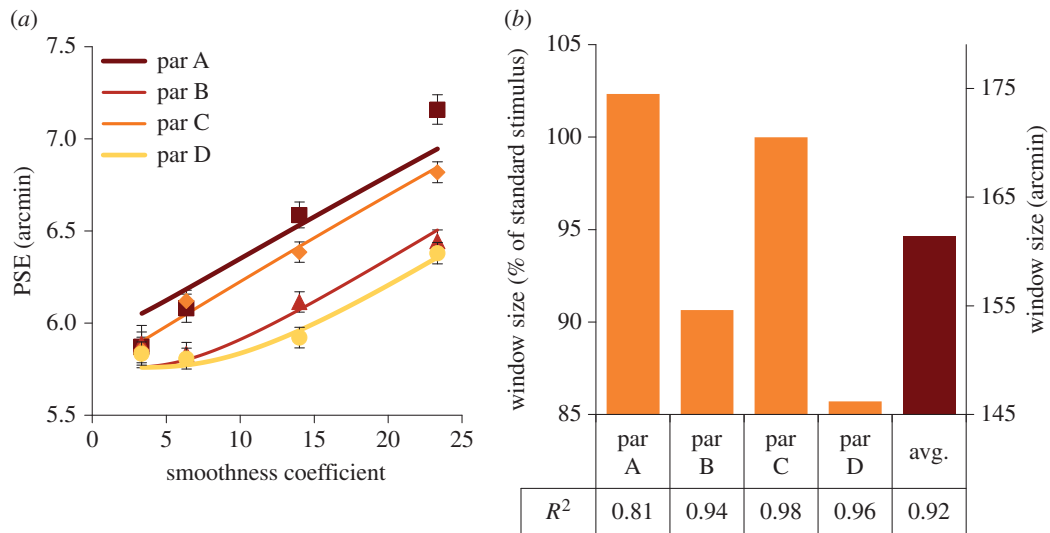 (a)
7.5
7.0
6.5
6.0
5.5
PSE (arcmin)
par A
par B
par C
par D
0 5 10 15 20 25
smoothness coefficient
(b)
105
100
95
90
85
window size (% of standard stimulus)
175
165
155
145
window size (arcmin)
par A par B par C par D avg.
R² 0.81 0.94 0.98 0.96 0.92